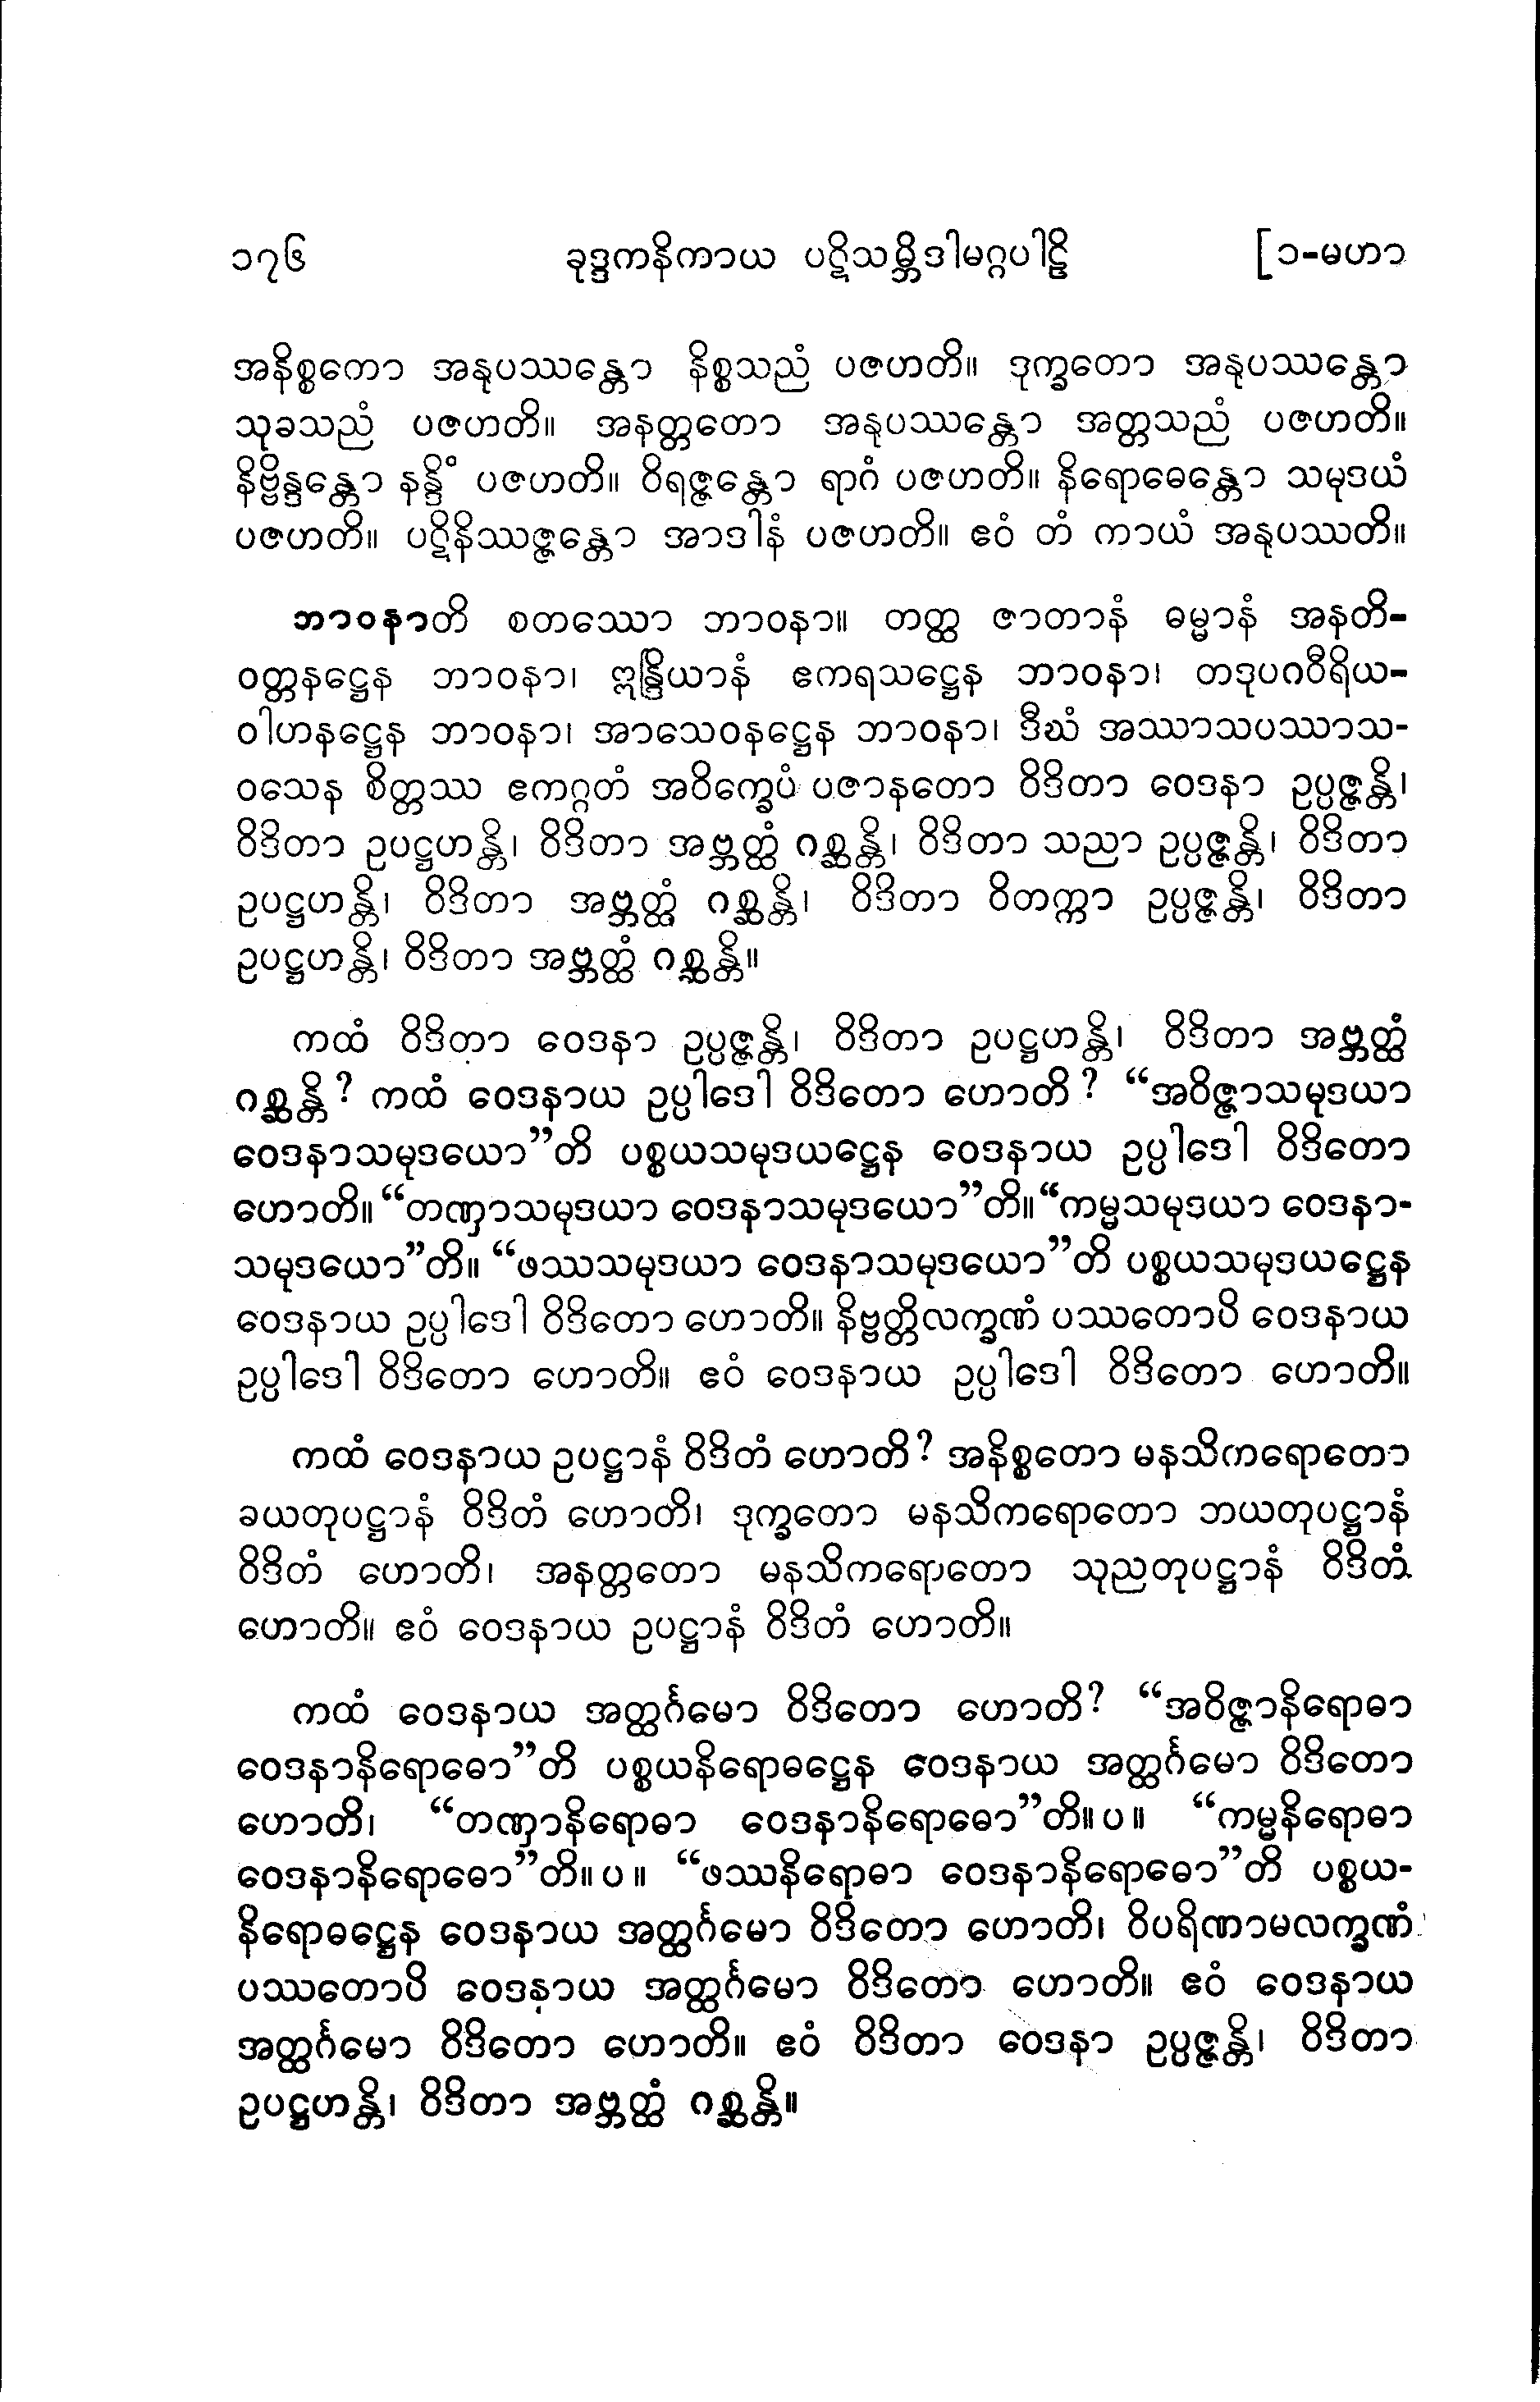 ၁၇၆ ခုဒ္ဒကနိကာယ ပဋိသမ္ဘိဒါမဂ္ဂပါဠိ [၁-မဟာ
အနိစ္စကော အနုပဿန္တော နိစ္စသညံ ပဇဟတိ။ ဒုက္ခတော အနုပဿန္တော
သုခသညံ ပဇဟတိ။ အနတ္တတော အနုပဿန္တော အတ္တသညံ ပဇဟတိ။
နိဗ္ဗိန္ဒန္တော နန္ဒိံ ပဇဟတိ။ ဝိရဇ္ဇန္တော ရာဂံ ပဇဟတိ။ နိရောဓေန္တော သမုဒယံ
ပဇဟတိ။ ပဋိနိဿဇ္ဇန္တော အာဒါနံ ပဇဟတိ။ ဧဝံ တံ ကာယံ အနုပဿတိ။
ဘာဝနာတိ စတဿော ဘာဝနာ။ တတ္ထ ဇာတာနံ ဓမ္မာနံ အနတိ-
ဝတ္တနဋ္ဌေန ဘာဝနာ၊ ဣန္ဒြိယာနံ ဧကရသဋ္ဌေန ဘာဝနာ၊ တဒုပဂဝီရိယ-
ဝါဟနဋ္ဌေန ဘာဝနာ၊ အာသေဝနဋ္ဌေန ဘာဝနာ၊ ဒီဃံ အဿာသပဿာသ-
ဝသေန စိတ္တဿ ဧကဂ္ဂတံ အဝိက္ခေပံ ပဇာနတော ဝိဒိတာ ဝေဒနာ ဥပ္ပဇ္ဇန္တိ၊
ဝိဒိတာ ဥပဋ္ဌဟန္တိ၊ ဝိဒိတာ အဗ္ဘတ္ထံ ဂစ္ဆန္တိ၊ ဝိဒိတာ သညာ ဥပ္ပဇ္ဇန္တိ၊ ဝိဒိတာ
ဥပဋ္ဌဟန္တိ၊ ဝိဒိတာ အဗ္ဘတ္ထံ ဂစ္ဆန္တိ၊ ဝိဒိတာ ဝိတက္ကာ ဥပ္ပဇ္ဇန္တိ၊ ဝိဒိတာ
ဥပဋ္ဌဟန္တိ၊ ဝိဒိတာ အဗ္ဘတ္ထံ ဂစ္ဆန္တိ။
ကထံ ဝိဒိတာ ဝေဒနာ ဥပ္ပဇ္ဇန္တိ၊ ဝိဒိတာ ဥပဋ္ဌဟန္တိ၊ ဝိဒိတာ အဗ္ဘတ္ထံ
ဂစ္ဆန္တိ? ကထံ ဝေဒနာယ ဥပ္ပါဒေါ ဝိဒိတော ဟောတိ? “အဝိဇ္ဇာသမုဒယာ
ဝေဒနာသမုဒယော”တိ ပစ္စယသမုဒယဋ္ဌေန ဝေဒနာယ ဥပ္ပါဒေါ ဝိဒိတော
ဟောတိ။ “တဏှာသမုဒယာ ဝေဒနာသမုဒယော”တိ။ “ကမ္မသမုဒယာ ဝေဒနာ-
သမုဒယော”တိ။ “ဖဿသမုဒယာ ဝေဒနာသမုဒယော”တိ ပစ္စယသမုဒယဋ္ဌေန
ဝေဒနာယ ဥပ္ပါဒေါ ဝိဒိတော ဟောတိ။ နိဗ္ဗတ္တိလက္ခဏံ ပဿတောပိ ဝေဒနာယ
ဥပ္ပါဒေါ ဝိဒိတော ဟောတိ။ ဧဝံ ဝေဒနာယ ဥပ္ပါဒေါ ဝိဒိတော ဟောတိ။
ကထံ ဝေဒနာယ ဥပဋ္ဌာနံ ဝိဒိတံ ဟောတိ? အနိစ္စတော မနသိကရောတော
ခယတုပဋ္ဌာနံ ဝိဒိတံ ဟောတိ၊ ဒုက္ခတော မနသိကရောတော ဘယတုပဋ္ဌာနံ
ဝိဒိတံ ဟောတိ၊ အနတ္တတော မနသိကရောတော သုညတုပဋ္ဌာနံ ဝိဒိတံ
ဟောတိ။ ဧဝံ ဝေဒနာယ ဥပဋ္ဌာနံ ဝိဒိတံ ဟောတိ။
ကထံ ဝေဒနာယ အတ္ထင်္ဂမော ဝိဒိတော ဟောတိ? “အဝိဇ္ဇာနိရောဓာ
ဝေဒနာနိရောဓော”တိ ပစ္စယနိရောဓဋ္ဌေန ဝေဒနာယ အတ္ထင်္ဂမော ဝိဒိတော
ဟောတိ၊ “တဏှာနိရောဓာ ဝေဒနာနိရောဓော”တိ။ပ။ “ကမ္မနိရောဓာ
ဝေဒနာနိရောဓော”တိ။ပ။ “ဖဿနိရောဓာ ဝေဒနာနိရောဓော”တိ ပစ္စယ-
နိရောဓဋ္ဌေန ဝေဒနာယ အတ္ထင်္ဂမော ဝိဒိတော ဟောတိ၊ ဝိပရိဏာမလက္ခဏံ
ပဿတောပိ ဝေဒနာယ အတ္ထင်္ဂမော ဝိဒိတော ဟောတိ။ ဧဝံ ဝေဒနာယ
အတ္ထင်္ဂမော ဝိဒိတော ဟောတိ။ ဧဝံ ဝိဒိတာ ဝေဒနာ ဥပ္ပဇ္ဇန္တိ၊ ဝိဒိတာ
ဥပဋ္ဌဟန္တိ၊ ဝိဒိတာ အဗ္ဘတ္ထံ ဂစ္ဆန္တိ။